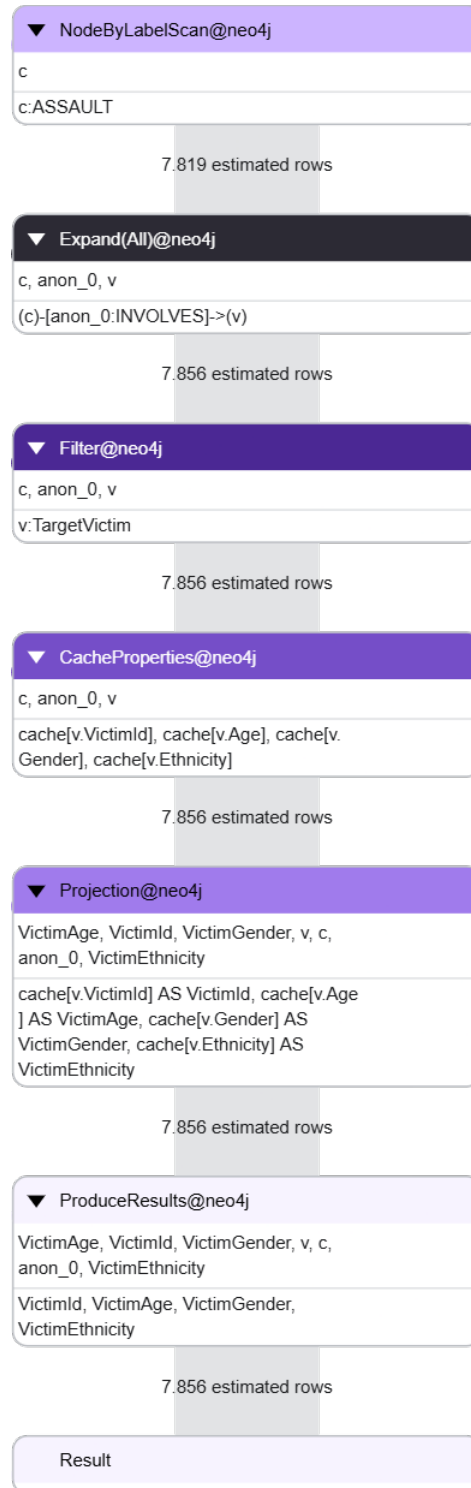 NodeByLabelScan@neo4j
c
c:ASSAULT
7.819 estimated rows
Expand(All)@neo4j
c, anon_0, v
(c)-[anon_0:INVOLVES]->(v)
7.856 estimated rows
Filter@neo4j
c, anon_0, v
v:TargetVictim
7.856 estimated rows
CacheProperties@neo4j
c, anon_0, v
cache[v.VictimId], cache[v.Age], cache[v.
Gender], cache[v.Ethnicity]
7.856 estimated rows
Projection@neo4j
VictimAge, VictimId, VictimGender, v, c,
anon_0, VictimEthnicity
cache[v.VictimId] AS VictimId, cache[v.Age
] AS VictimAge, cache[v.Gender] AS
VictimGender, cache[v.Ethnicity] AS
VictimEthnicity
7.856 estimated rows
ProduceResults@neo4j
VictimAge, VictimId, VictimGender, v, c,
anon_0, VictimEthnicity
VictimId, VictimAge, VictimGender,
VictimEthnicity
7.856 estimated rows
Result